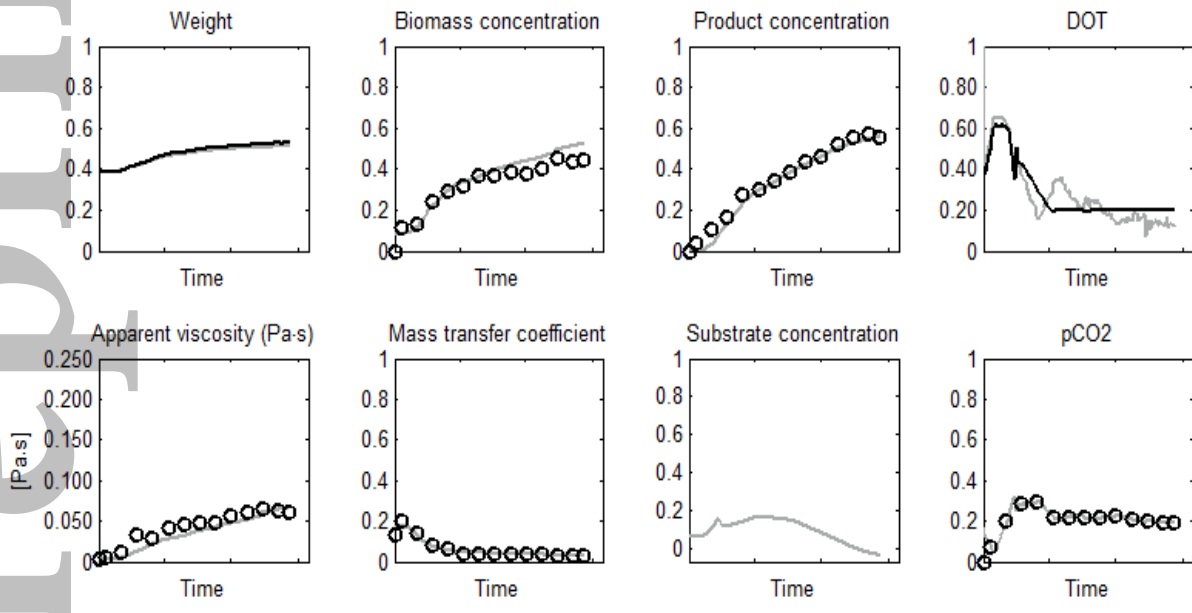 Weight
Biomass concentration
Product concentration
DOT
1
0.8
0.6
0.4
0.2
0
Time
1
0.8
0.6
0.4
0.2
0
Time
1
0.8
0.6
0.4
0.2
0
Time
1
0.8
0.60
0.40
0.20
0
Time
Apparent viscosity (Pa·s)
Mass transfer coefficient
Substrate concentration
pCO2
[Pa.s]
0.250
0.200
0.150
0.100
0.050
0
Time
1
0.8
0.6
0.4
0.2
0
Time
1
0.8
0.6
0.4
0.2
0
Time
1
0.8
0.6
0.4
0.2
0
Time